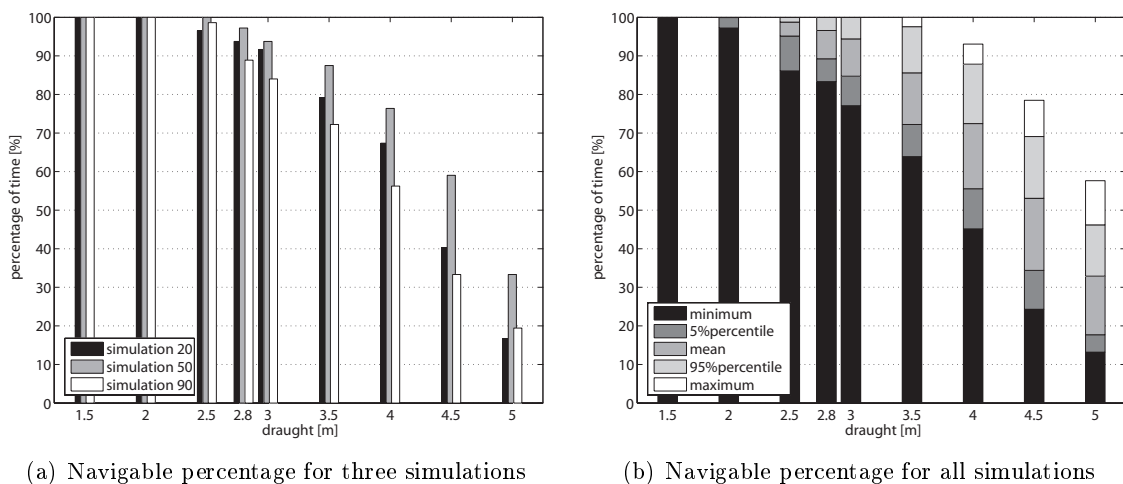 100
90
80
70
60
50
40
30
20
10
0
percentage of time [%]
simulation 20
simulation 50
simulation 90
1.5 2 2.5 2.8 3 3.5 4 4.5 5
draught [m]
(a) Navigable percentage for three simulations
100
90
80
70
60
50
40
30
20
10
0
percentage of time [%]
minimum
5%percentile
mean
95%percentile
maximum
1.5 2 2.5 2.8 3 3.5 4 4.5 5
draught [m]
(b) Navigable percentage for all simulations